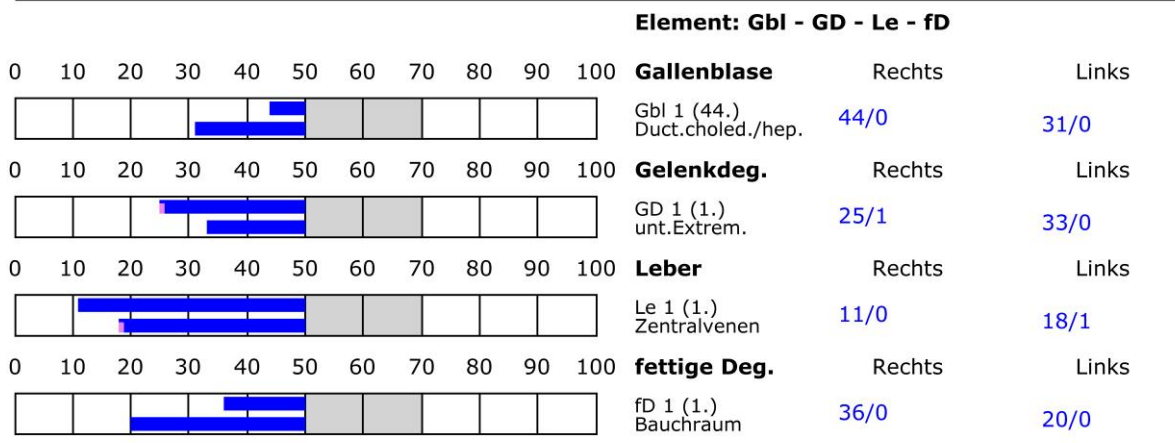 Element: Gbl - GD - Le - fD
0 10 20 30 40 50 60 70 80 90 100 Gallenblase Rechts Links
Gbl 1 (44.) 44/0 31/0
Duct.choled./hep.
0 10 20 30 40 50 60 70 80 90 100 Gelenkdeg. Rechts Links
GD 1 (1.) 25/1 33/0
unt.Extrem.
0 10 20 30 40 50 60 70 80 90 100 Leber Rechts Links
Le 1 (1.) 11/0 18/1
Zentralvenen
0 10 20 30 40 50 60 70 80 90 100 fettige Deg. Rechts Links
fD 1 (1.) 36/0 20/0
Bauchraum